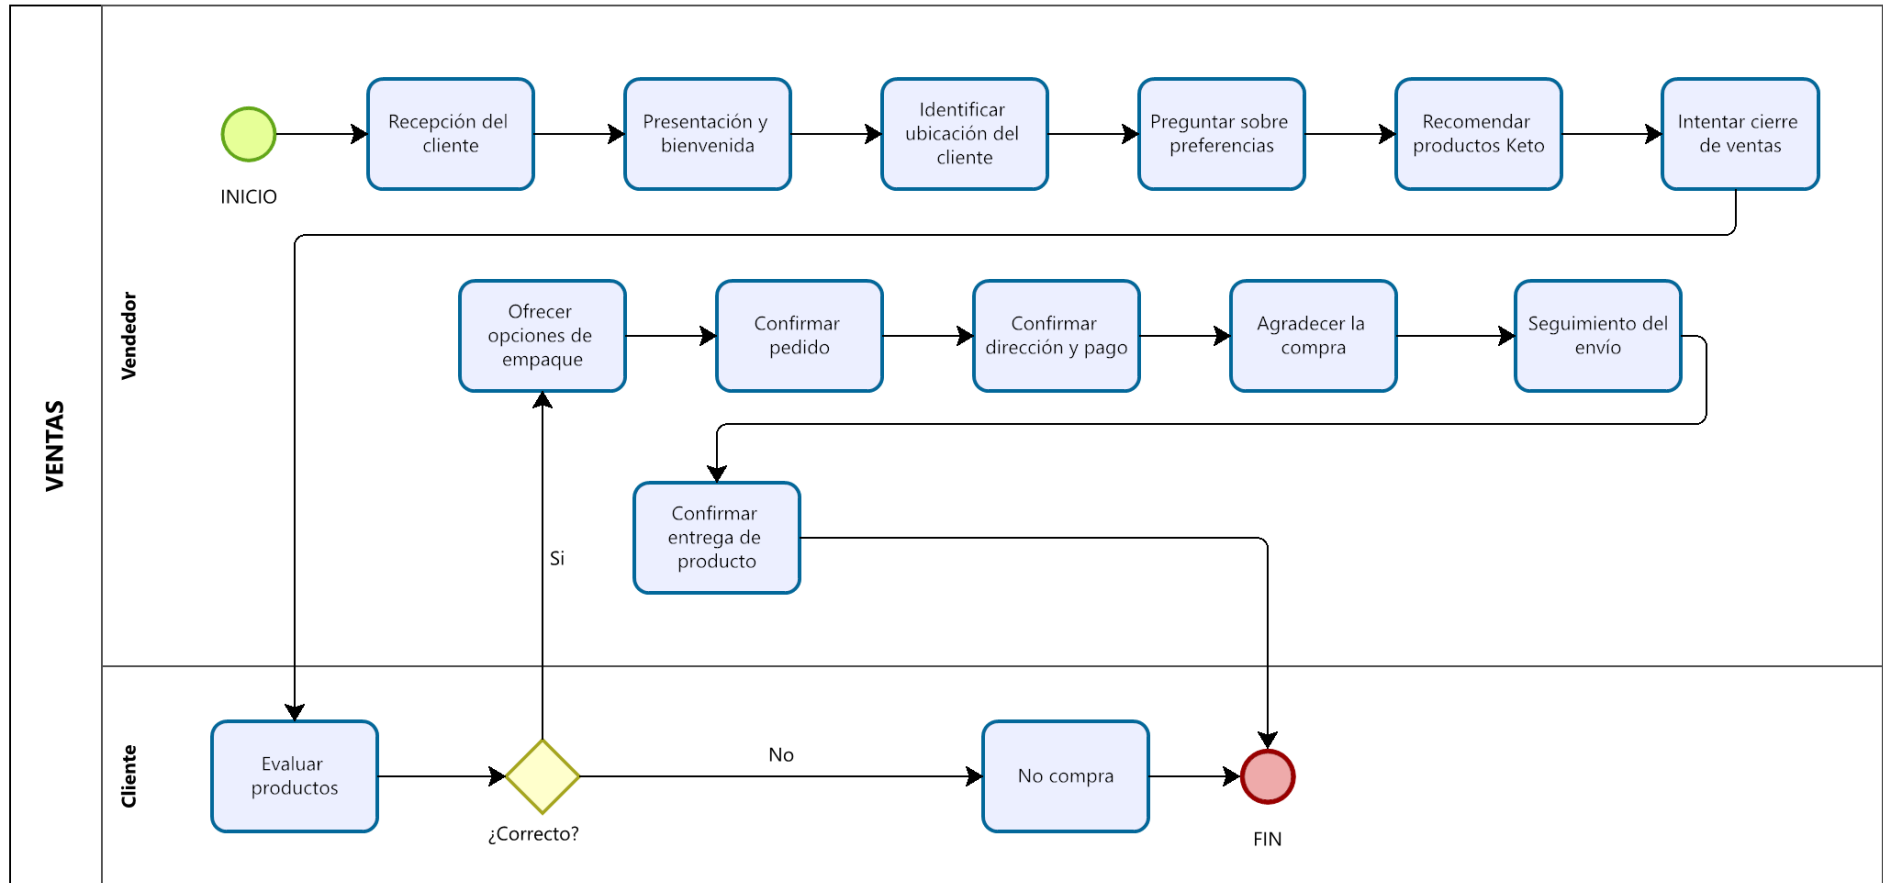 VENTAS
Vendedor
Recepción del
cliente
Presentación y
bienvenida
Identificar
ubicación del
cliente
Preguntar sobre
preferencias
Recomendar
productos Keto
Intentar cierre
de ventas
INICIO
Ofrecer
opciones de
empaque
Confirmar
pedido
Confirmar
dirección y pago
Agradecer la
compra
Seguimiento del
envío
Confirmar
entrega de
producto
Si
Cliente
Evaluar
productos
¿Correcto?
No
No compra
FIN